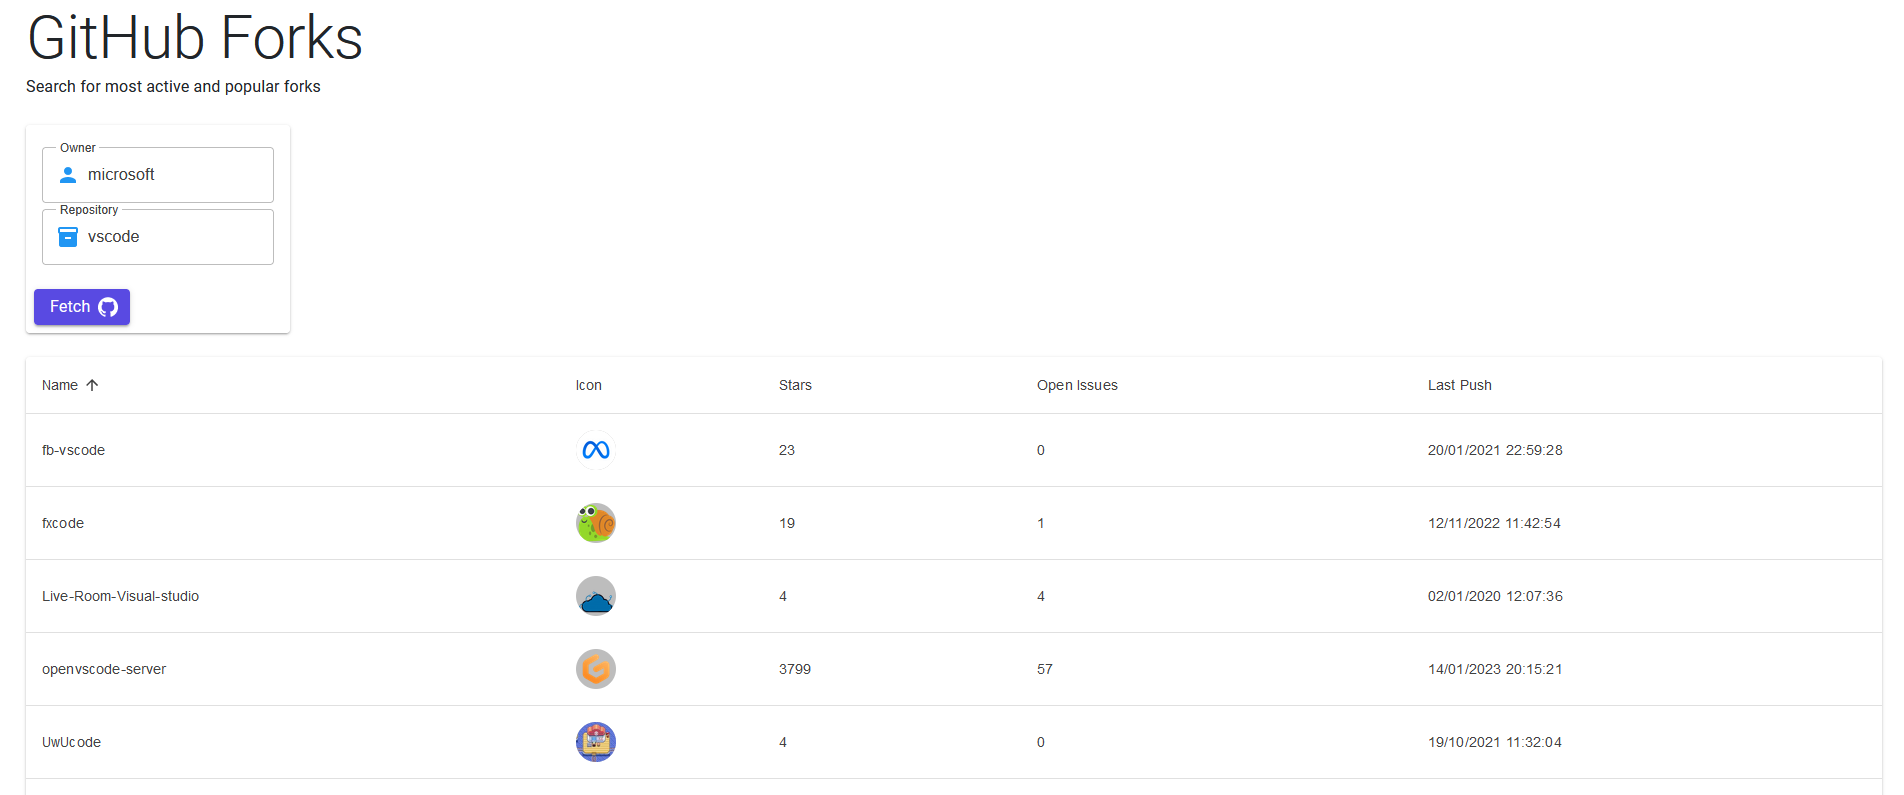 GitHub Forks
Search for most active and popular forks
Owner
microsoft
Repository
vscode
Fetch
Name Icon Stars Open Issues Last Push
fb-vscode 23 0 20/01/2021 22:59:28
fxcode 19 1 12/11/2022 11:42:54
Live-Room-Visual-studio 4 4 02/01/2020 12:07:36
openvscode-server 3799 57 14/01/2023 20:15:21
UwUcode 4 0 19/10/2021 11:32:04